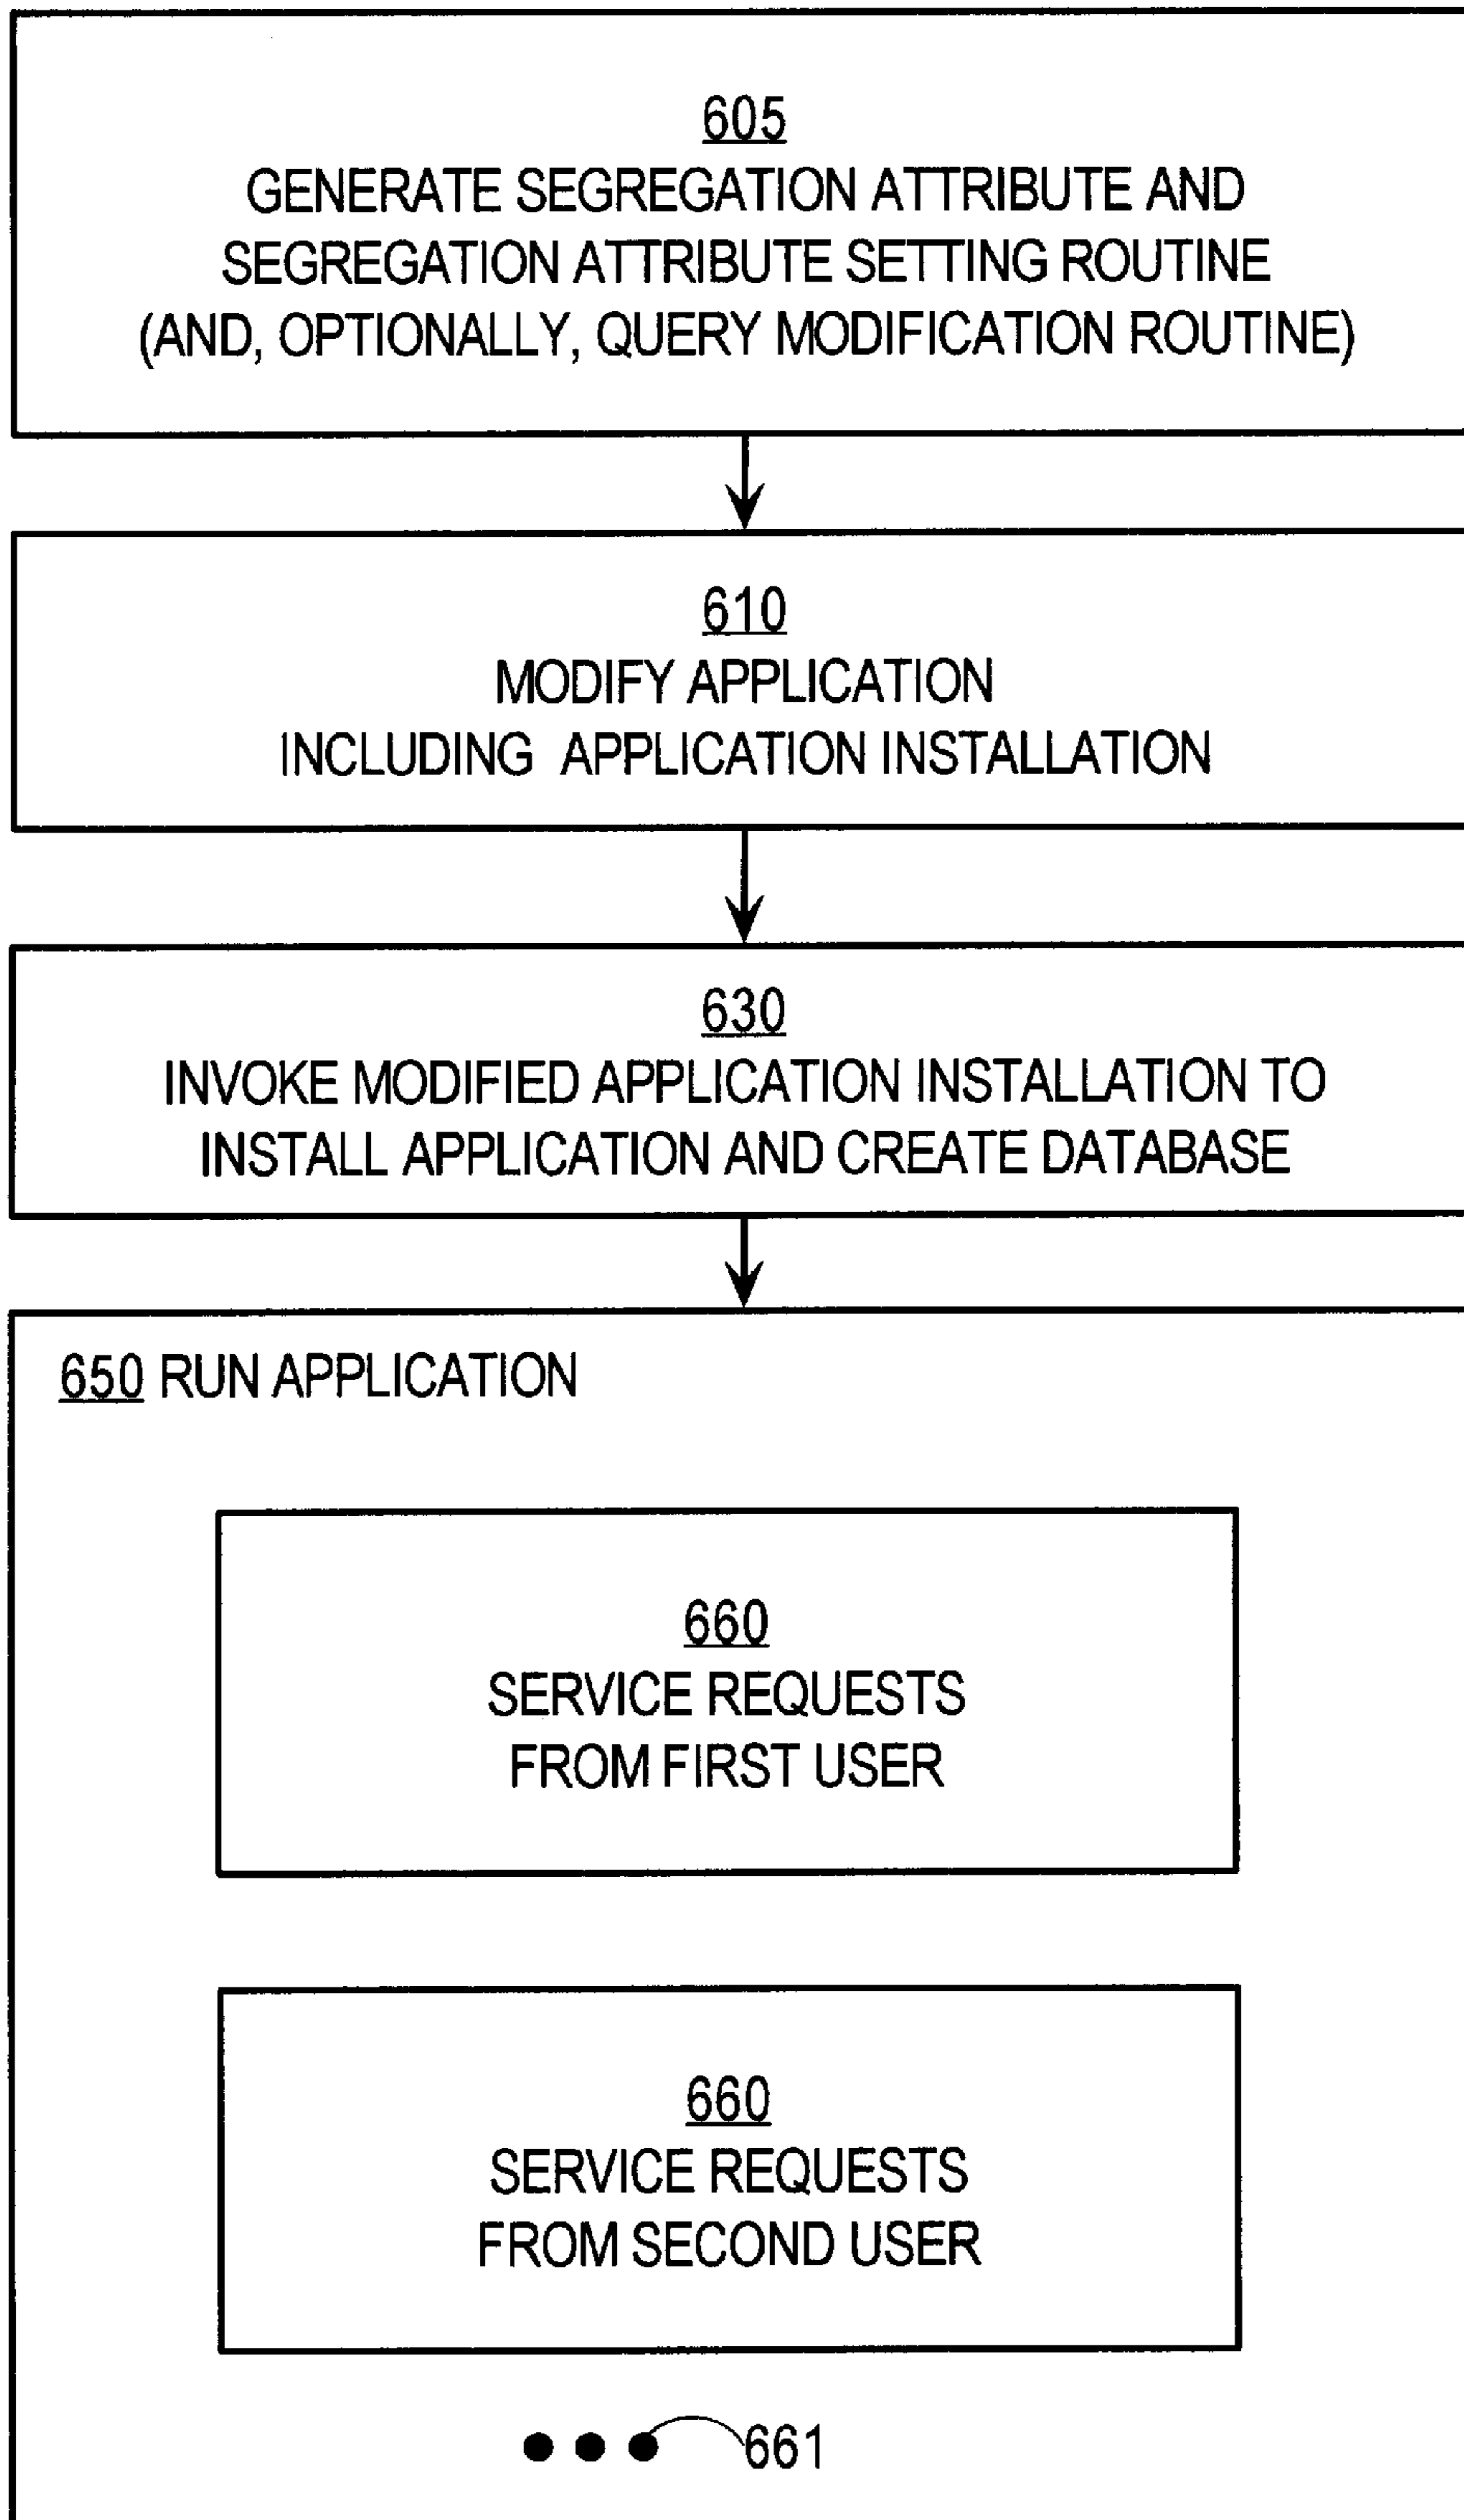 605
GENERATE SEGREGATION ATTRIBUTE AND
SEGREGATION ATTRIBUTE SETTING ROUTINE
(AND, OPTIONALLY, QUERY MODIFICATION ROUTINE)
610
MODIFY APPLICATION
INCLUDING APPLICATION INSTALLATION
630
INVOKE MODIFIED APPLICATION INSTALLATION TO
INSTALL APPLICATION AND CREATE DATABASE
650 RUN APPLICATION
660
SERVICE REQUESTS
FROM FIRST USER
660
SERVICE REQUESTS
FROM SECOND USER
661